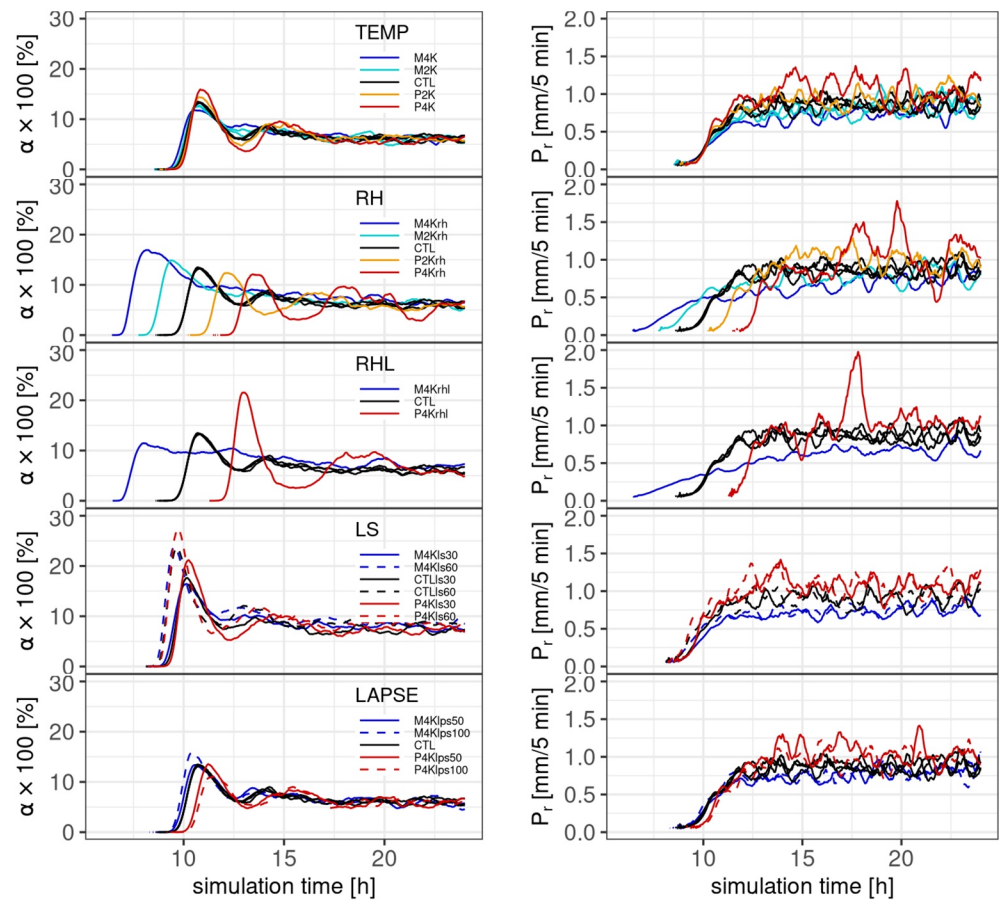 30
20
10
0
α × 100 [%]
TEMP
M4K
M2K
CTL
P2K
P4K
2.0
1.5
1.0
0.5
0.0
Pr [mm/5 min]
30
20
10
0
α × 100 [%]
RH
M4Krh
M2Krh
CTL
P2Krh
P4Krh
2.0
1.5
1.0
0.5
0.0
Pr [mm/5 min]
30
20
10
0
α × 100 [%]
RHL
M4Krhl
CTL
P4Krhl
2.0
1.5
1.0
0.5
0.0
Pr [mm/5 min]
30
20
10
0
α × 100 [%]
LS
M4Kls30
M4Kls60
CTLls30
CTLls60
P4Kls30
P4Kls60
2.0
1.5
1.0
0.5
0.0
Pr [mm/5 min]
30
20
10
0
α × 100 [%]
LAPSE
M4Klps50
M4Klps100
CTL
P4Klps50
P4Klps100
2.0
1.5
1.0
0.5
0.0
Pr [mm/5 min]
10 15 20
simulation time [h]
10 15 20
simulation time [h]